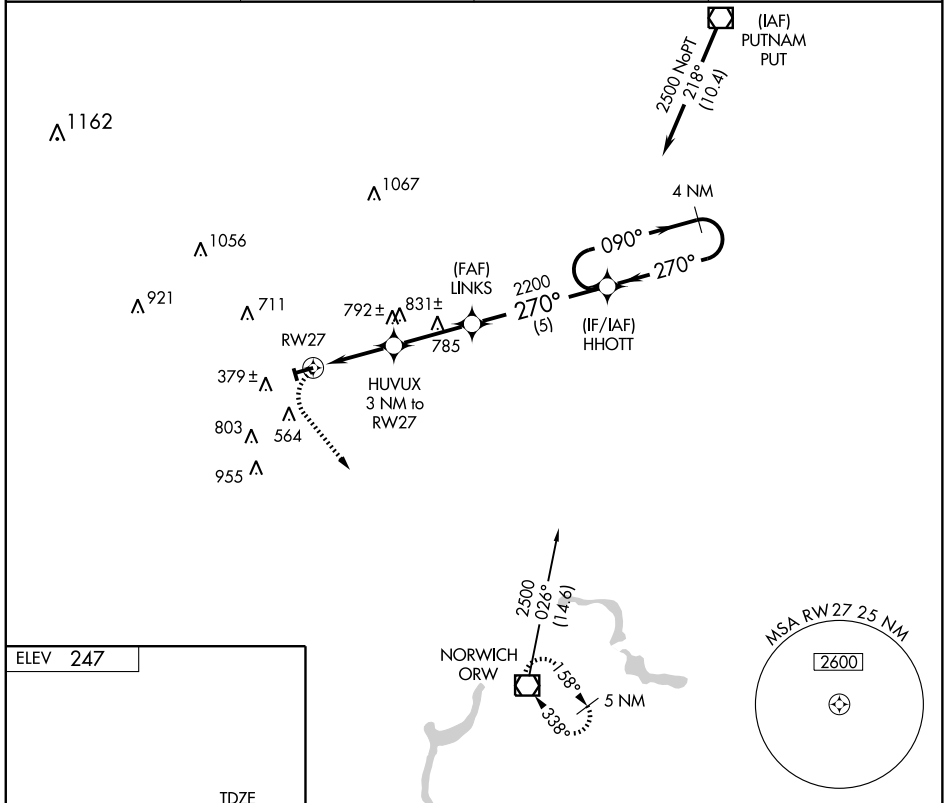 (IAF)
PUTNAM
PUT
2500 NoPT
218°
(10.4)
1162
1067
4 NM
090°
270°
1056
(FAF)
LINKS
2200
270°
(5)
(IF/IAF)
HHOTT
921
711
792±
831±
785
RW27
379±
HUVUX
3 NM to
RW27
803
564
955
2500
026°
(14.6)
MSA RW27 25 NM
2600
ELEV 247
NORWICH
ORW
158°
338°
5 NM
TDZE